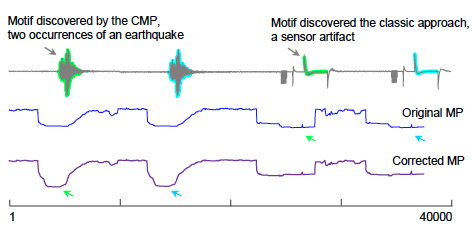 Motif discovered by the CMP,
two occurrences of an earthquake
Motif discovered the classic approach,
a sensor artifact
Original MP
Corrected MP
1
40000